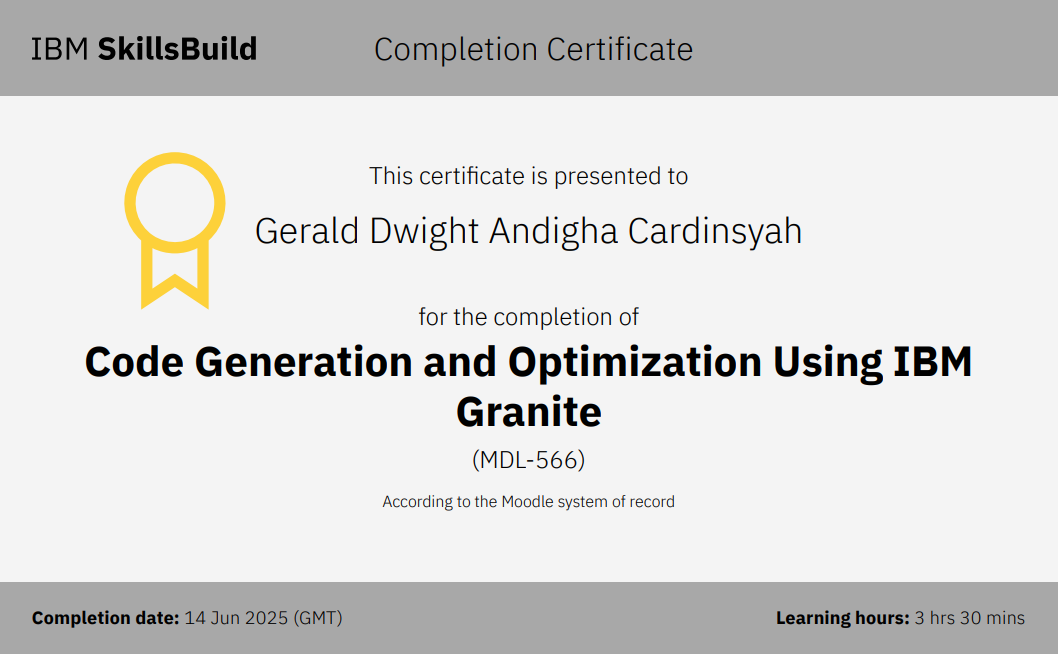 IBM SkillsBuild
Completion Certificate
This certificate is presented to
Gerald Dwight Andigha Cardinsyah
for the completion of
Code Generation and Optimization Using IBM
Granite
(MDL-566)
According to the Moodle system of record
Completion date: 14 Jun 2025 (GMT)
Learning hours: 3 hrs 30 mins